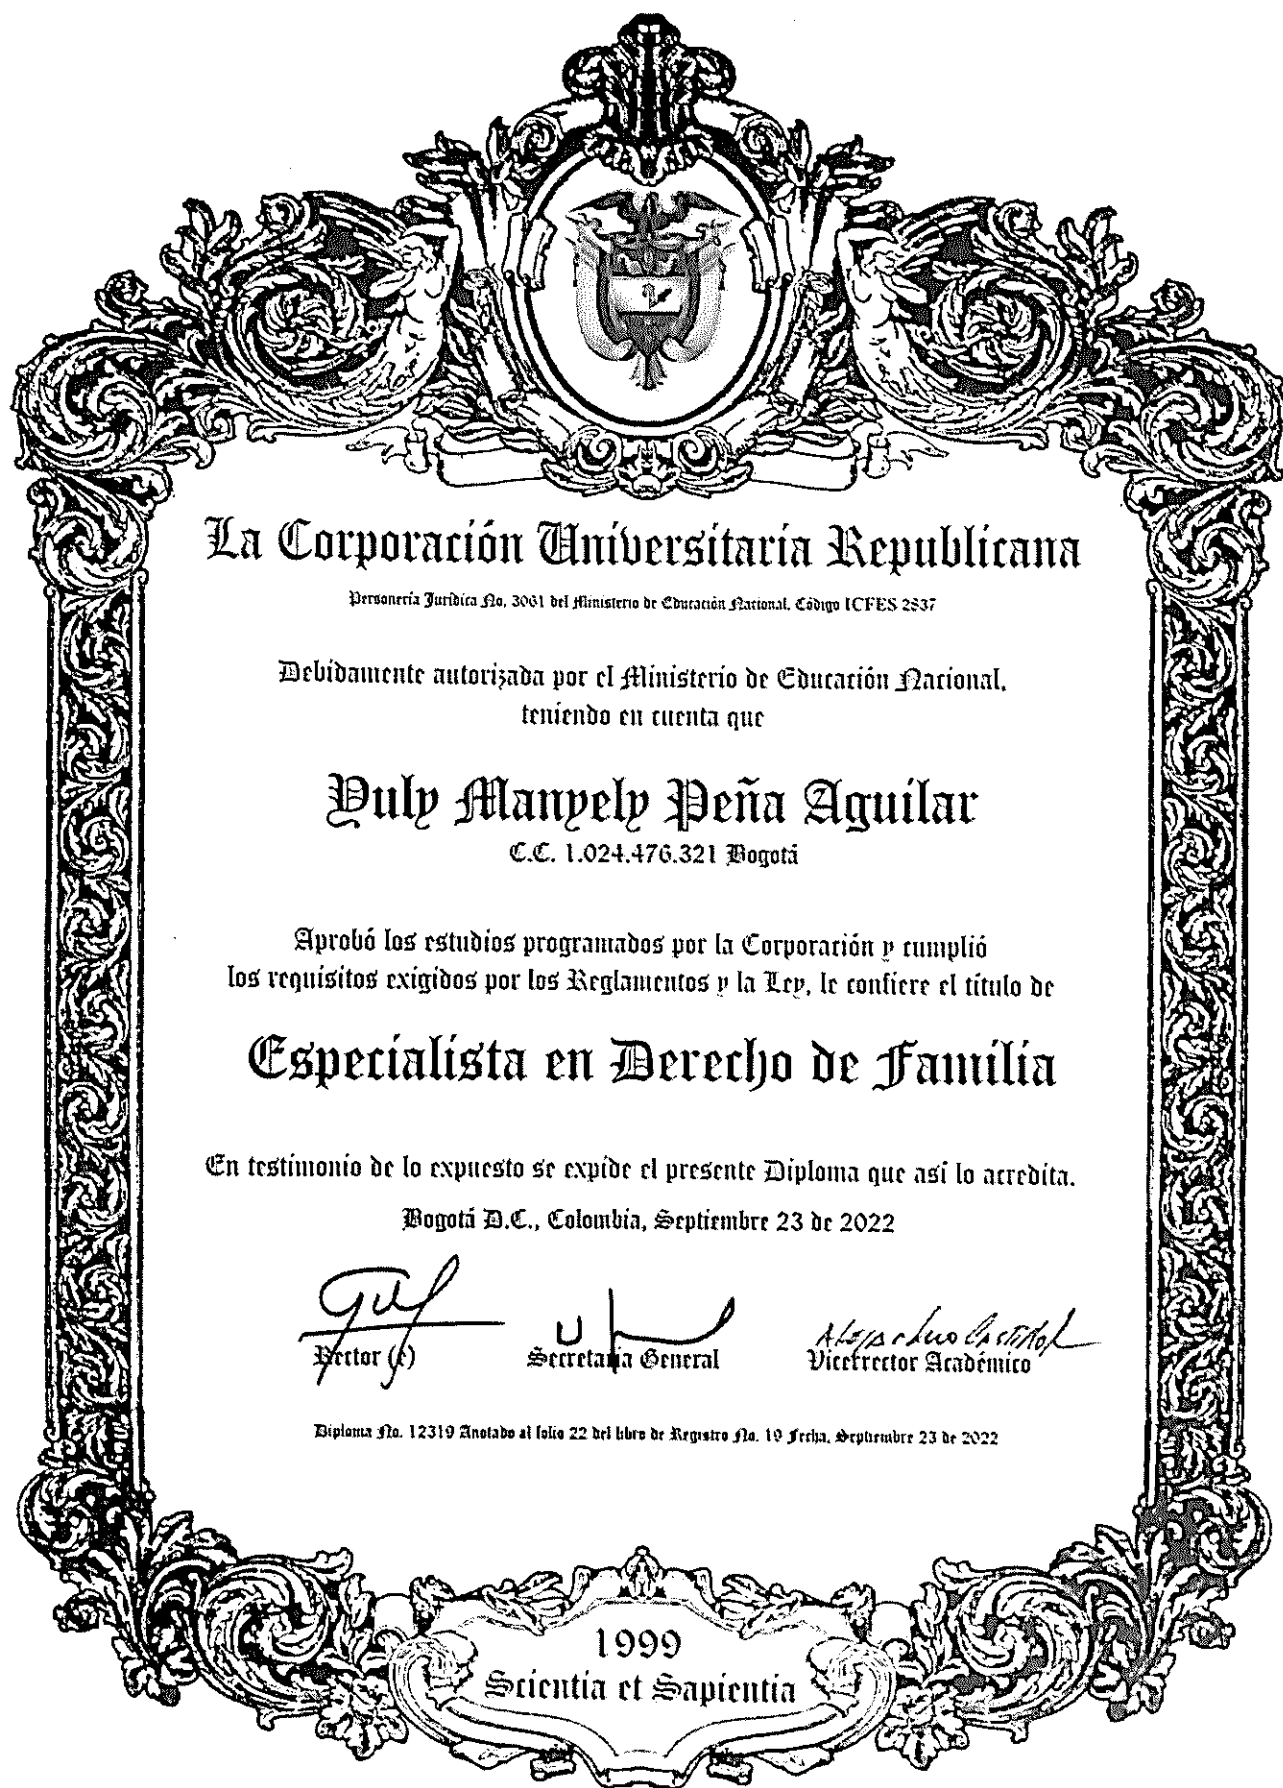 La Corporación Universitaria Republicana
Personería Jurídica No. 3061 del Ministerio de Educación Nacional. Código ICFES 2837
Debidamente autorizada por el Ministerio de Educación Nacional,
teniendo en cuenta que
Yuly Manyely Peña Aguilar
C.C. 1.024.476.321 Bogotá
Aprobó los estudios programados por la Corporación y cumplió
los requisitos exigidos por los Reglamentos y la Ley, le confiere el título de
Especialista en Derecho de Familia
En testimonio de lo expuesto se expide el presente Diploma que así lo acredita.
Bogotá D.C., Colombia, Septiembre 23 de 2022
Rector (e)
Secretaria General
Vicerrector Académico
Diploma No. 12319 Anotado al folio 22 del libro de Registro No. 19 Fecha, Septiembre 23 de 2022
1999
Scientia et Sapientia